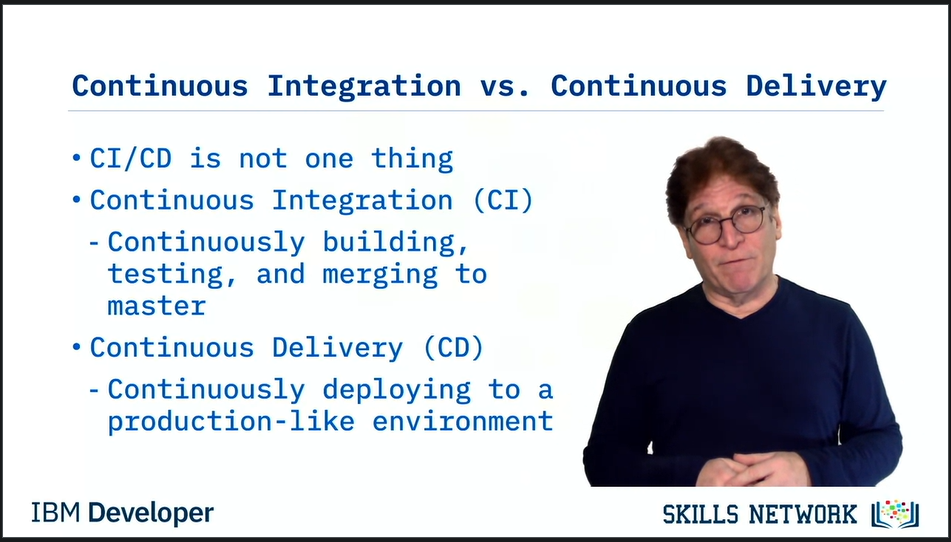 Continuous Integration vs. Continuous Delivery
• CI/CD is not one thing
• Continuous Integration (CI)
- Continuously building,
testing, and merging to
master
• Continuous Delivery (CD)
- Continuously deploying to a
production-like environment
IBM Developer
SKILLS NETWORK